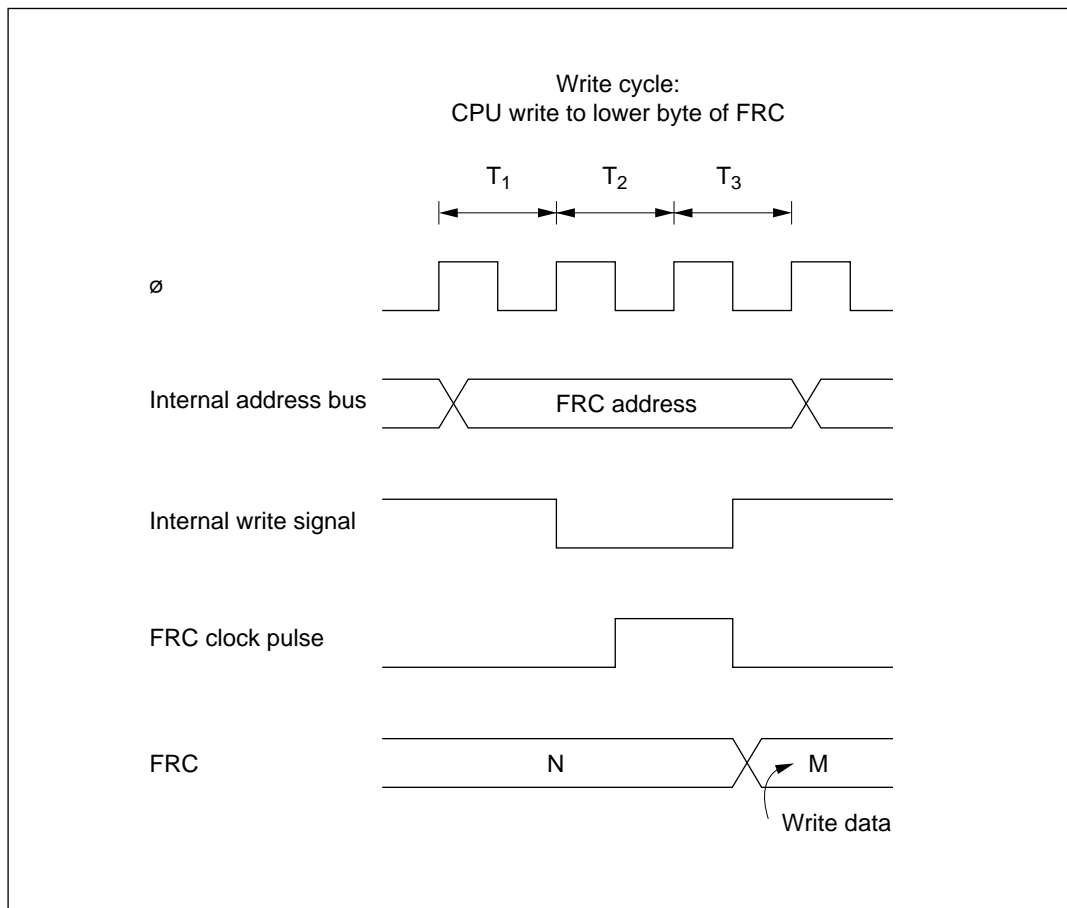 Write cycle:
CPU write to lower byte of FRC
T1 T2 T3
ø
Internal address bus
FRC address
Internal write signal
FRC clock pulse
FRC
N
M
Write data